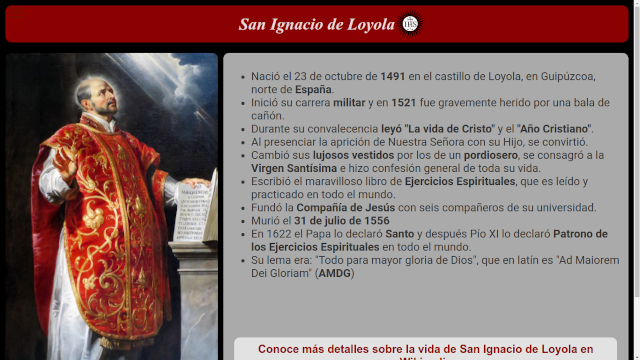 San Ignacio de Loyola
IHS
Nació el 23 de octubre de 1491 en el castillo de Loyola, en Guipúzcoa,
norte de España.
Inició su carrera militar y en 1521 fue gravemente herido por una bala de
cañón.
Durante su convalecencia leyó "La vida de Cristo" y el "Año Cristiano".
Al presenciar la aprición de Nuestra Señora con su Hijo, se convirtió.
Cambió sus lujosos vestidos por los de un pordiosero, se consagró a la
Virgen Santísima e hizo confesión general de toda su vida.
Escribió el maravilloso libro de Ejercicios Espirituales, que es leído y
practicado en todo el mundo.
Fundó la Compañía de Jesús con seis compañeros de su universidad.
Murió el 31 de julio de 1556
En 1622 el Papa lo declaró Santo y después Pío XI lo declaró Patrono de
los Ejercicios Espirituales en todo el mundo.
Su lema era: "Todo para mayor gloria de Dios", que en latín es "Ad Maiorem
Dei Gloriam" (AMDG)
Conoce más detalles sobre la vida de San Ignacio de Loyola en